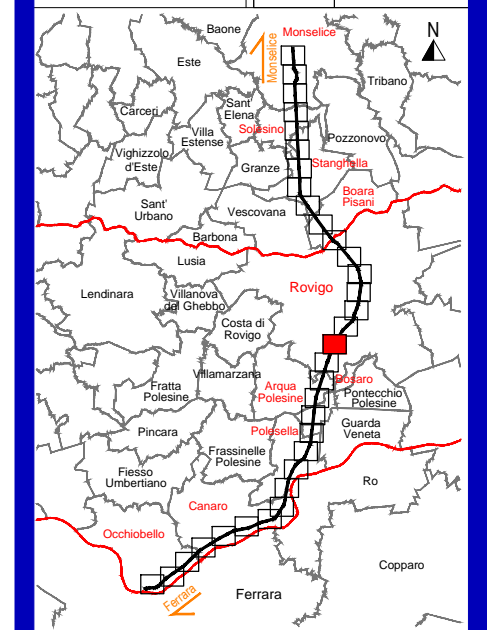 Baone
Monselice
N
Monselice
Este
Tribano
Carceri
Sant'
Elena
Solesino
Villa
Estense
Pozzonovo
Vighizzolo
d'Este
Granze
Stanghella
Boara
Pisani
Sant'
Urbano
Vescovana
Barbona
Lusia
Rovigo
Lendinara
Villanova
del Ghebbo
Costa di
Rovigo
Villamarzana
Bosaro
Fratta
Polesine
Arqua
Polesine
Pontecchio
Polesine
Pincara
Polesella
Guarda
Veneta
Frassinelle
Polesine
Fiesso
Umbertiano
Ro
Canaro
Occhiobello
Copparo
Ferrara
Ferrara